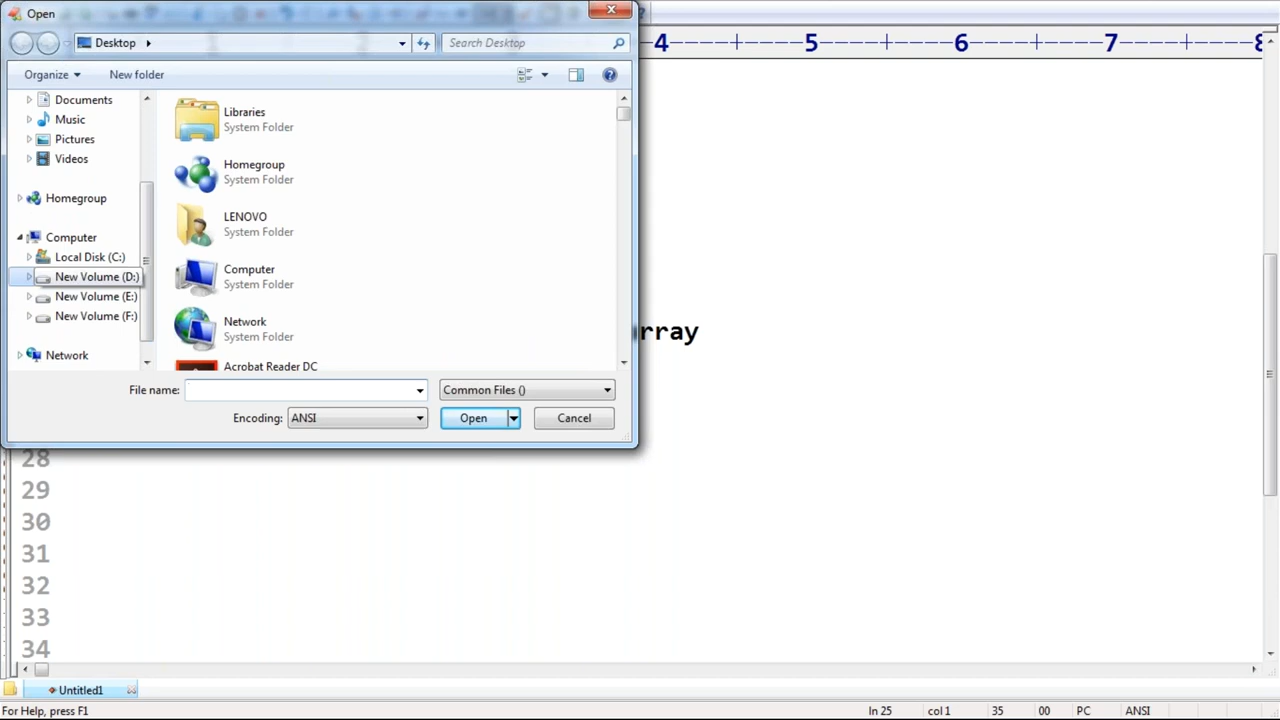 Open
Desktop
Search Desktop
Organize
New folder
Documents
Music
Pictures
Videos
Homegroup
Computer
Local Disk (C:)
New Volume (D:)
New Volume (E:)
New Volume (F:)
Network
Libraries
System Folder
Homegroup
System Folder
LENOVO
System Folder
Computer
System Folder
Network
System Folder
Acrobat Reader DC
File name:
Common Files ()
Encoding:
ANSI
Open
Cancel
4 5 6 7 8
rray
28
29
30
31
32
33
34
Untitled1
For Help, press F1
ln 25 col 1 35 00 PC ANSI